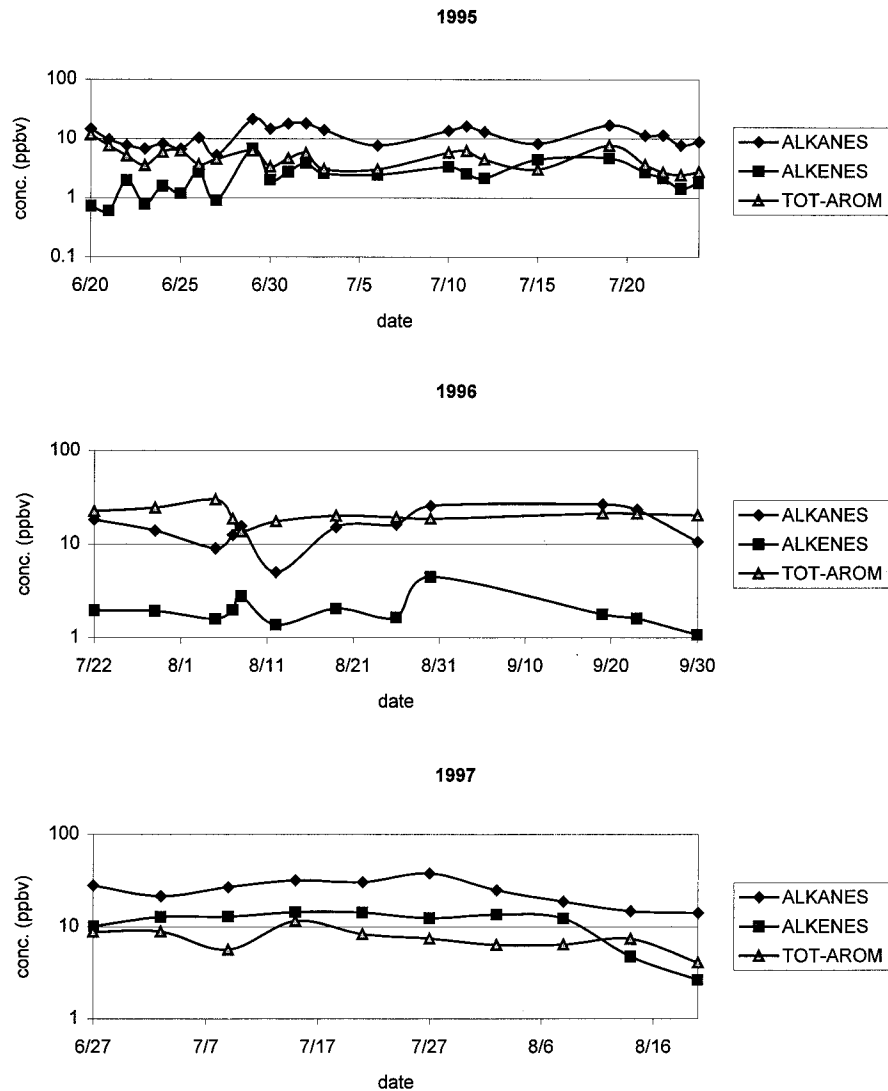 1995
conc. (ppbv)
100
10
1
0.1
6/20 6/25 6/30 7/5 7/10 7/15 7/20
date
ALKANES
ALKENES
TOT-AROM
1996
conc. (ppbv)
100
10
1
7/22 8/1 8/11 8/21 8/31 9/10 9/20 9/30
date
ALKANES
ALKENES
TOT-AROM
1997
conc. (ppbv)
100
10
1
6/27 7/7 7/17 7/27 8/6 8/16
date
ALKANES
ALKENES
TOT-AROM